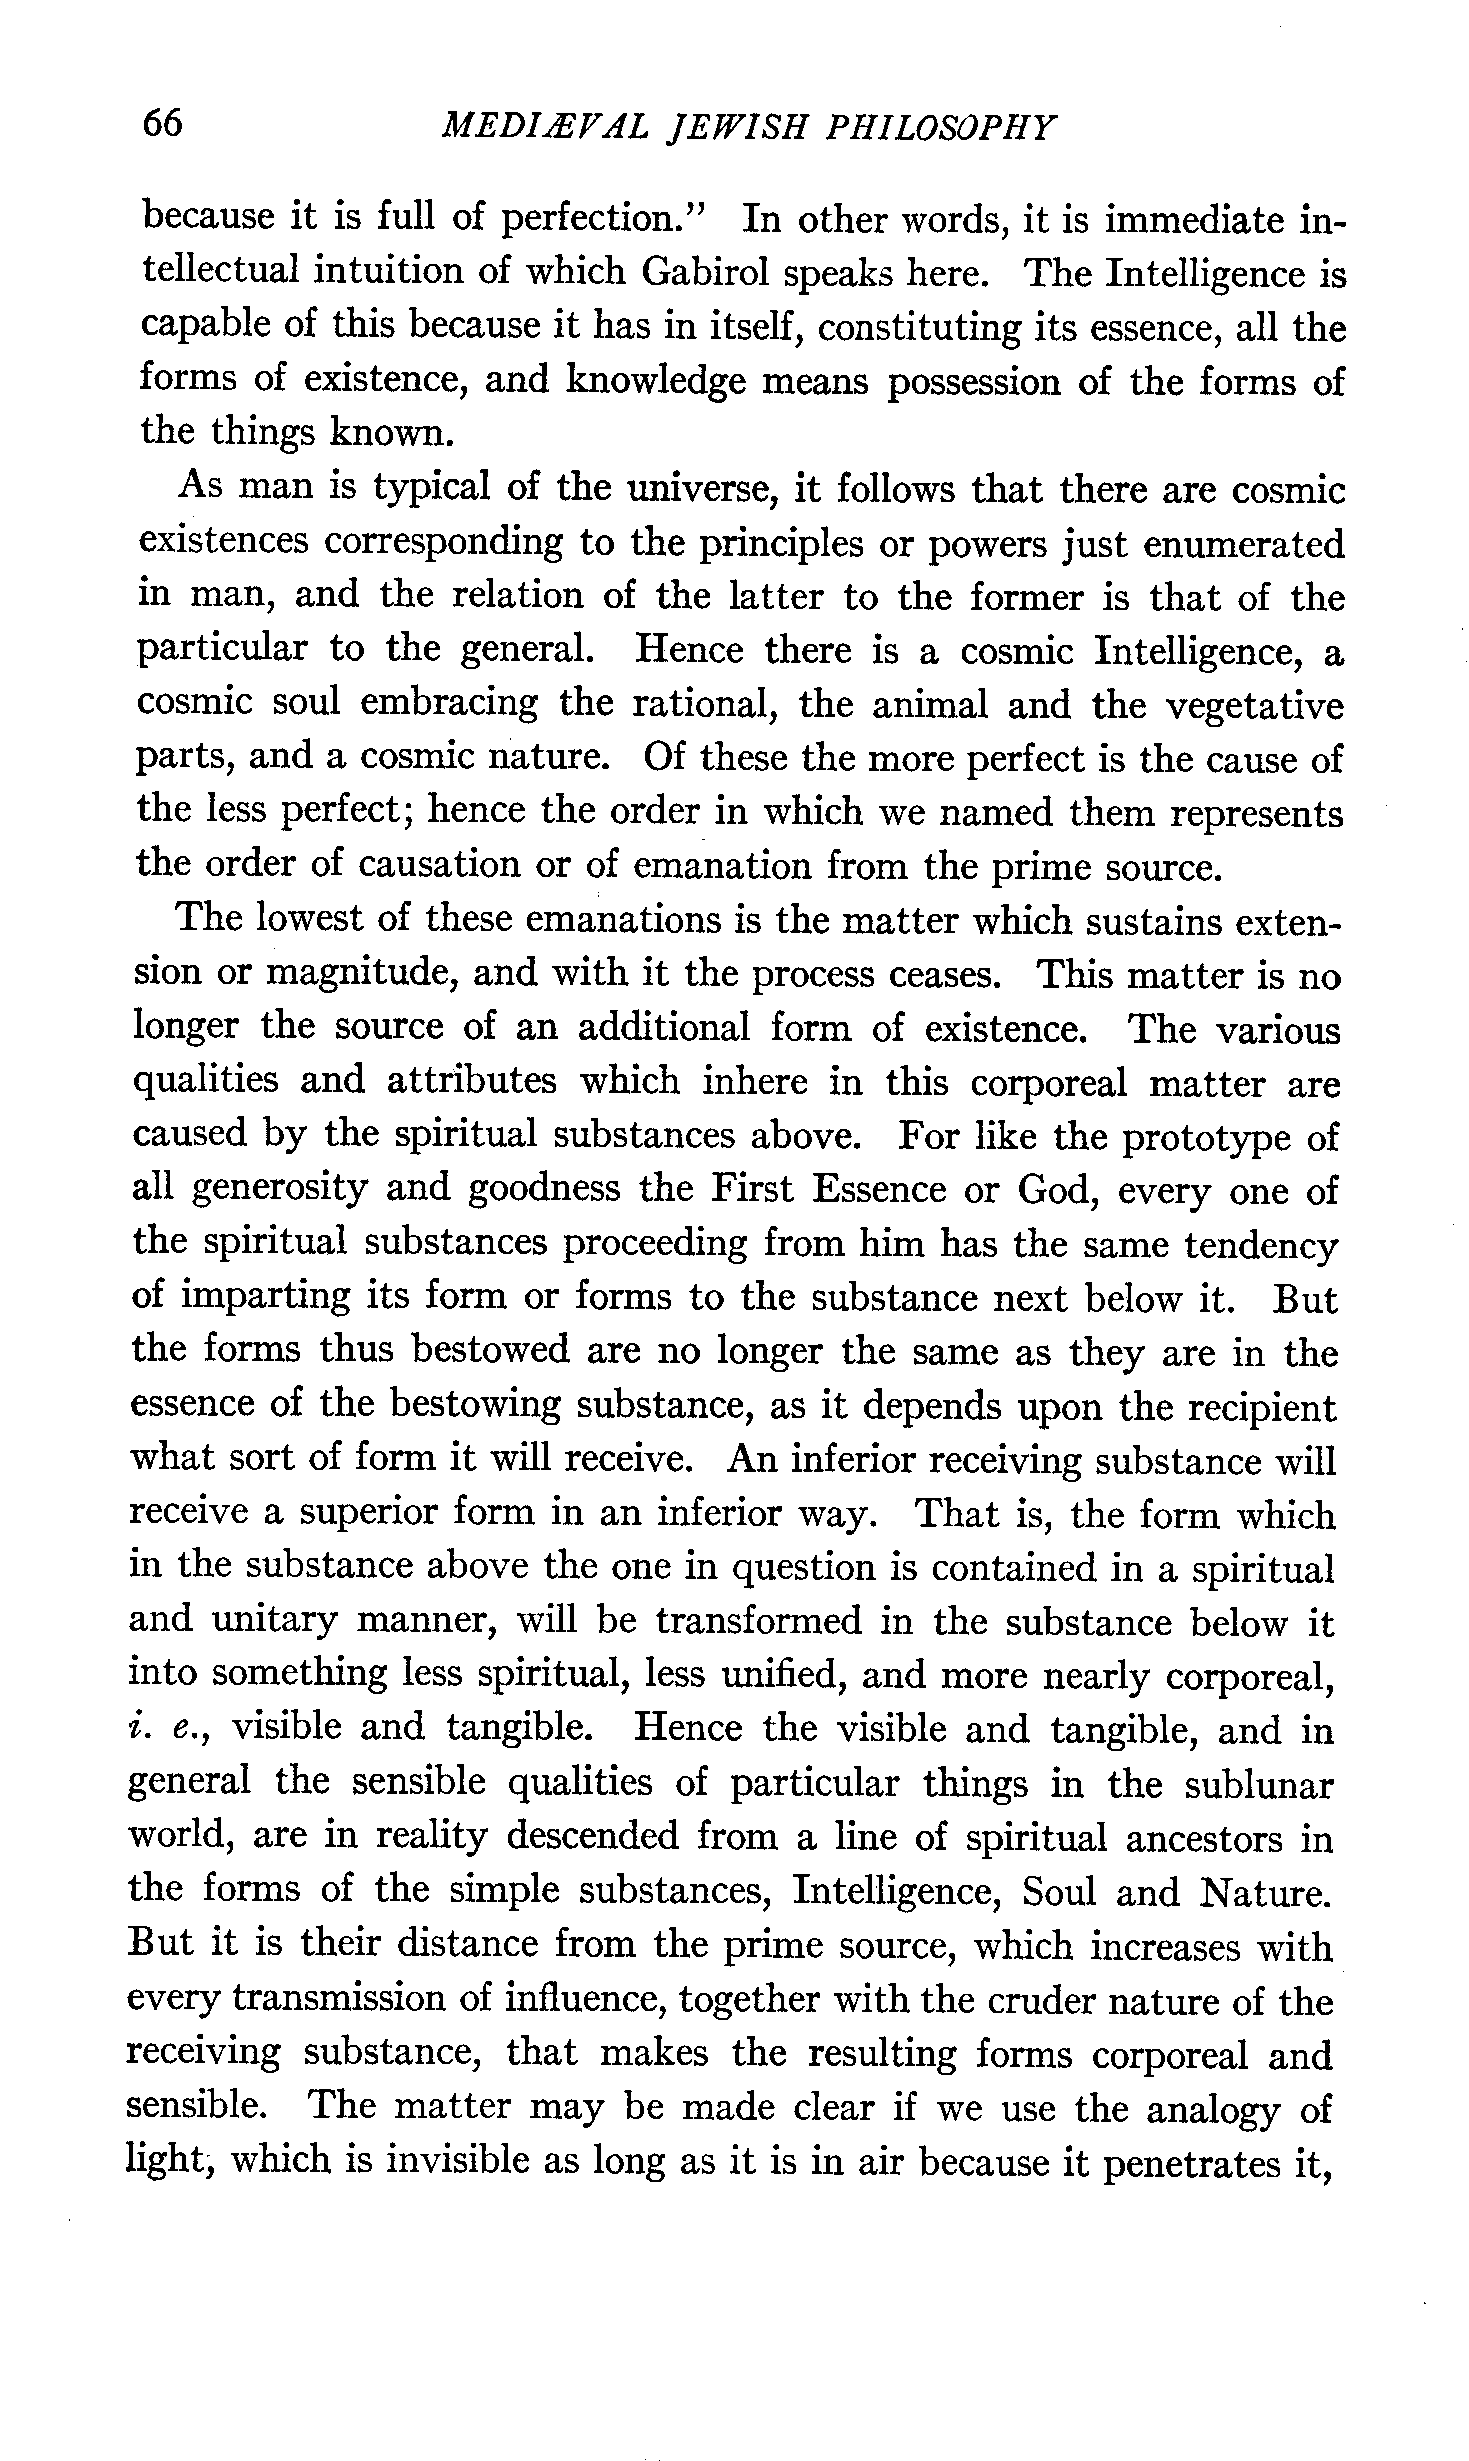 66 MEDIÆVAL JEWISH PHILOSOPHY
because it is full of perfection.” In other words, it is immediate in-
tellectual intuition of which Gabirol speaks here. The Intelligence is
capable of this because it has in itself, constituting its essence, all the
forms of existence, and knowledge means possession of the forms of
the things known.
As man is typical of the universe, it follows that there are cosmic
existences corresponding to the principles or powers just enumerated
in man, and the relation of the latter to the former is that of the
particular to the general. Hence there is a cosmic Intelligence, a
cosmic soul embracing the rational, the animal and the vegetative
parts, and a cosmic nature. Of these the more perfect is the cause of
the less perfect; hence the order in which we named them represents
the order of causation or of emanation from the prime source.
The lowest of these emanations is the matter which sustains exten-
sion or magnitude, and with it the process ceases. This matter is no
longer the source of an additional form of existence. The various
qualities and attributes which inhere in this corporeal matter are
caused by the spiritual substances above. For like the prototype of
all generosity and goodness the First Essence or God, every one of
the spiritual substances proceeding from him has the same tendency
of imparting its form or forms to the substance next below it. But
the forms thus bestowed are no longer the same as they are in the
essence of the bestowing substance, as it depends upon the recipient
what sort of form it will receive. An inferior receiving substance will
receive a superior form in an inferior way. That is, the form which
in the substance above the one in question is contained in a spiritual
and unitary manner, will be transformed in the substance below it
into something less spiritual, less unified, and more nearly corporeal,
i. e., visible and tangible. Hence the visible and tangible, and in
general the sensible qualities of particular things in the sublunar
world, are in reality descended from a line of spiritual ancestors in
the forms of the simple substances, Intelligence, Soul and Nature.
But it is their distance from the prime source, which increases with
every transmission of influence, together with the cruder nature of the
receiving substance, that makes the resulting forms corporeal and
sensible. The matter may be made clear if we use the analogy of
light, which is invisible as long as it is in air because it penetrates it,